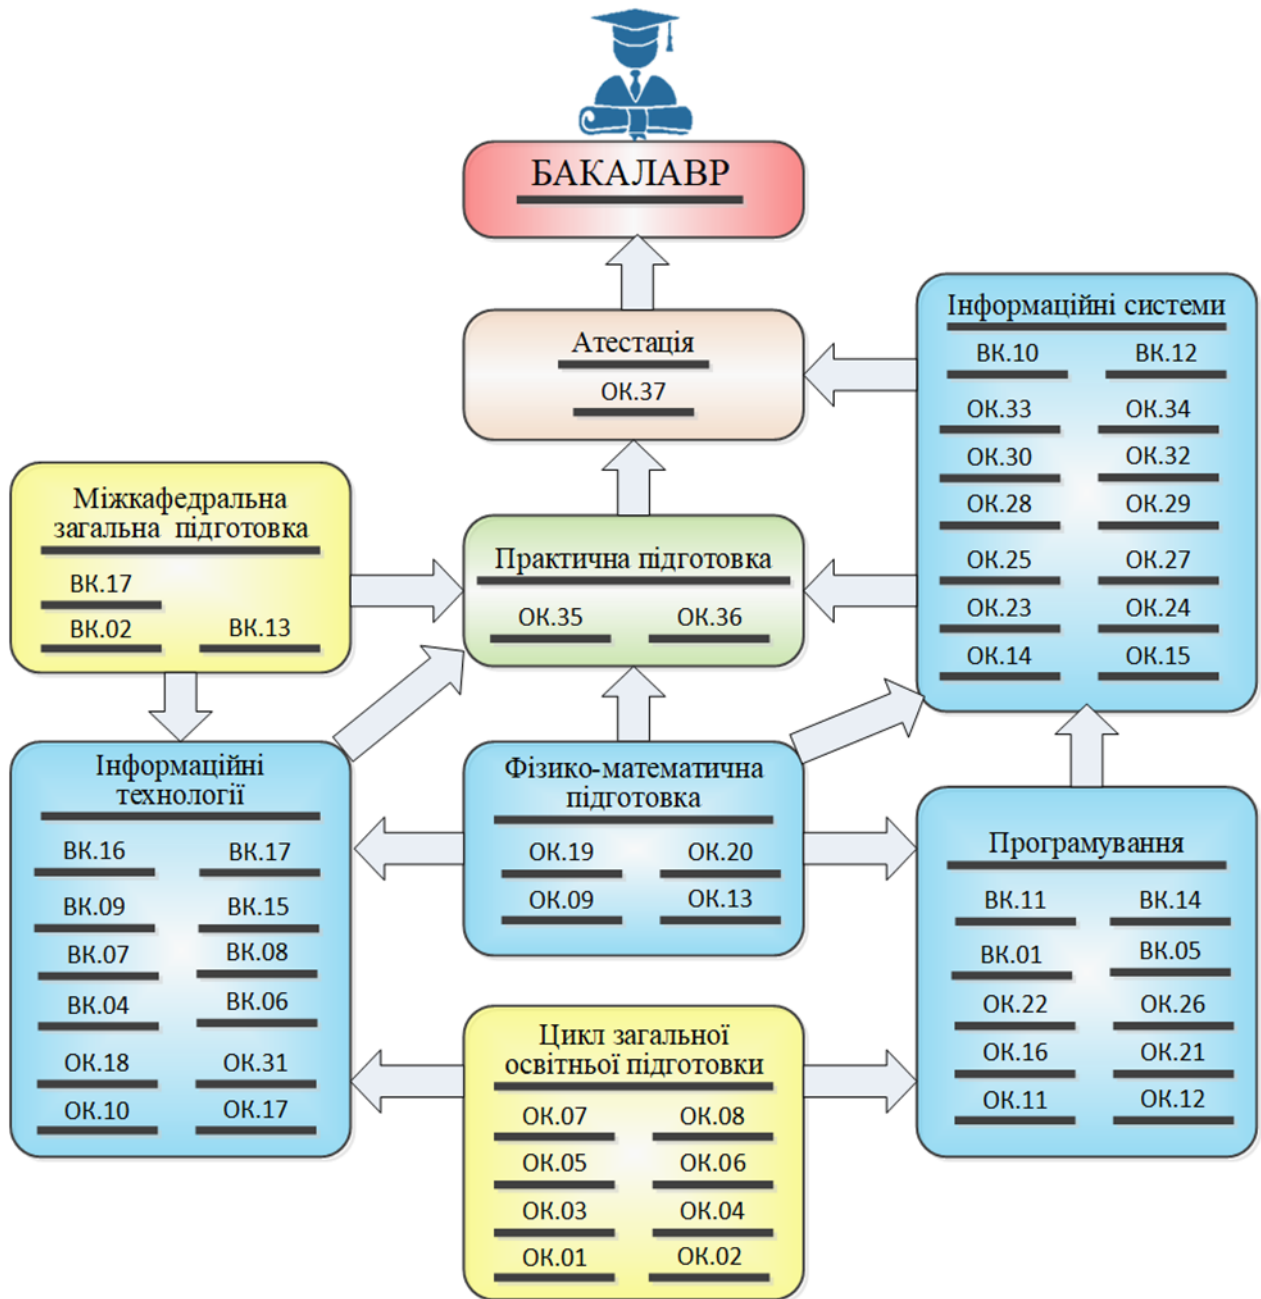 БАКАЛАВР
Атестація
ОК.37
Інформаційні системи
ВК.10 ВК.12
ОК.33 ОК.34
ОК.30 ОК.32
ОК.28 ОК.29
ОК.25 ОК.27
ОК.23 ОК.24
ОК.14 ОК.15
Міжкафедральна
загальна підготовка
ВК.17
ВК.02 ВК.13
Практична підготовка
ОК.35 ОК.36
Інформаційні
технології
ВК.16 ВК.17
ВК.09 ВК.15
ВК.07 ВК.08
ВК.04 ВК.06
ОК.18 ОК.31
ОК.10 ОК.17
Фізико-математична
підготовка
ОК.19 ОК.20
ОК.09 ОК.13
Програмування
ВК.11 ВК.14
ВК.01 ВК.05
ОК.22 ОК.26
ОК.16 ОК.21
ОК.11 ОК.12
Цикл загальної
освітньої підготовки
ОК.07 ОК.08
ОК.05 ОК.06
ОК.03 ОК.04
ОК.01 ОК.02